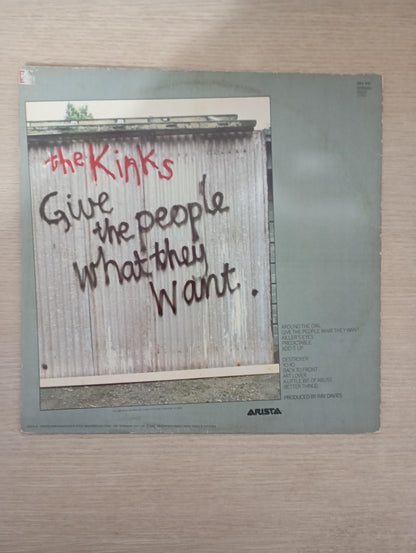 the Kinks
Give
the people
what they
want.
AROUND THE DIAL
GIVE THE PEOPLE WHAT THEY WANT
KILLER'S EYES
PREDICTABLE
ADD IT UP
DESTROYER
YO-YO
BACK TO FRONT
ART LOVER
A LITTLE BIT OF ABUSE
BETTER THINGS
PRODUCED BY RAY DAVIES
ARISTA